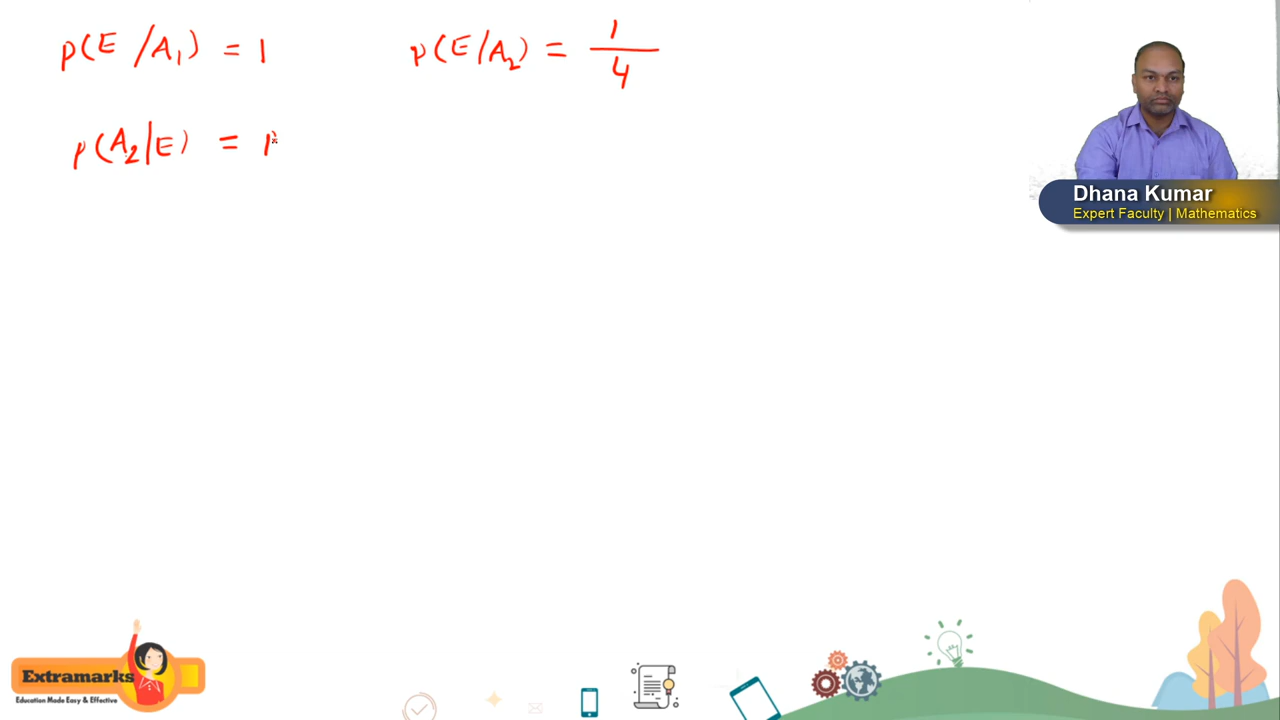 p(E/A₁) = 1 p(E/A₂) = 1/4
p(A₂|E) =
Dhana Kumar
Expert Faculty | Mathematics
Extramarks
Education Made Easy & Effective